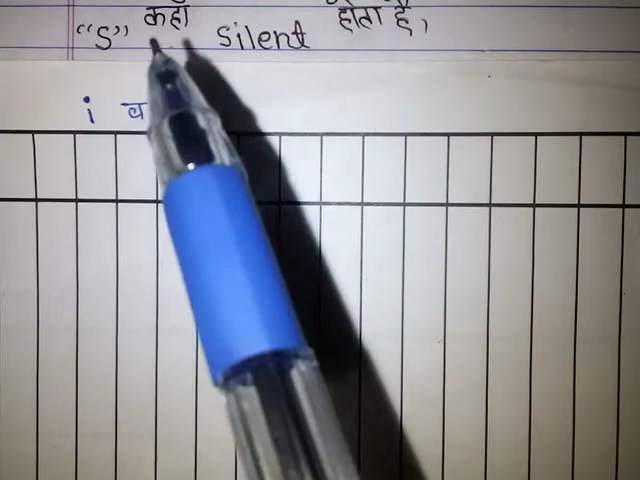 "S" कहाँ silent होता है,
i व